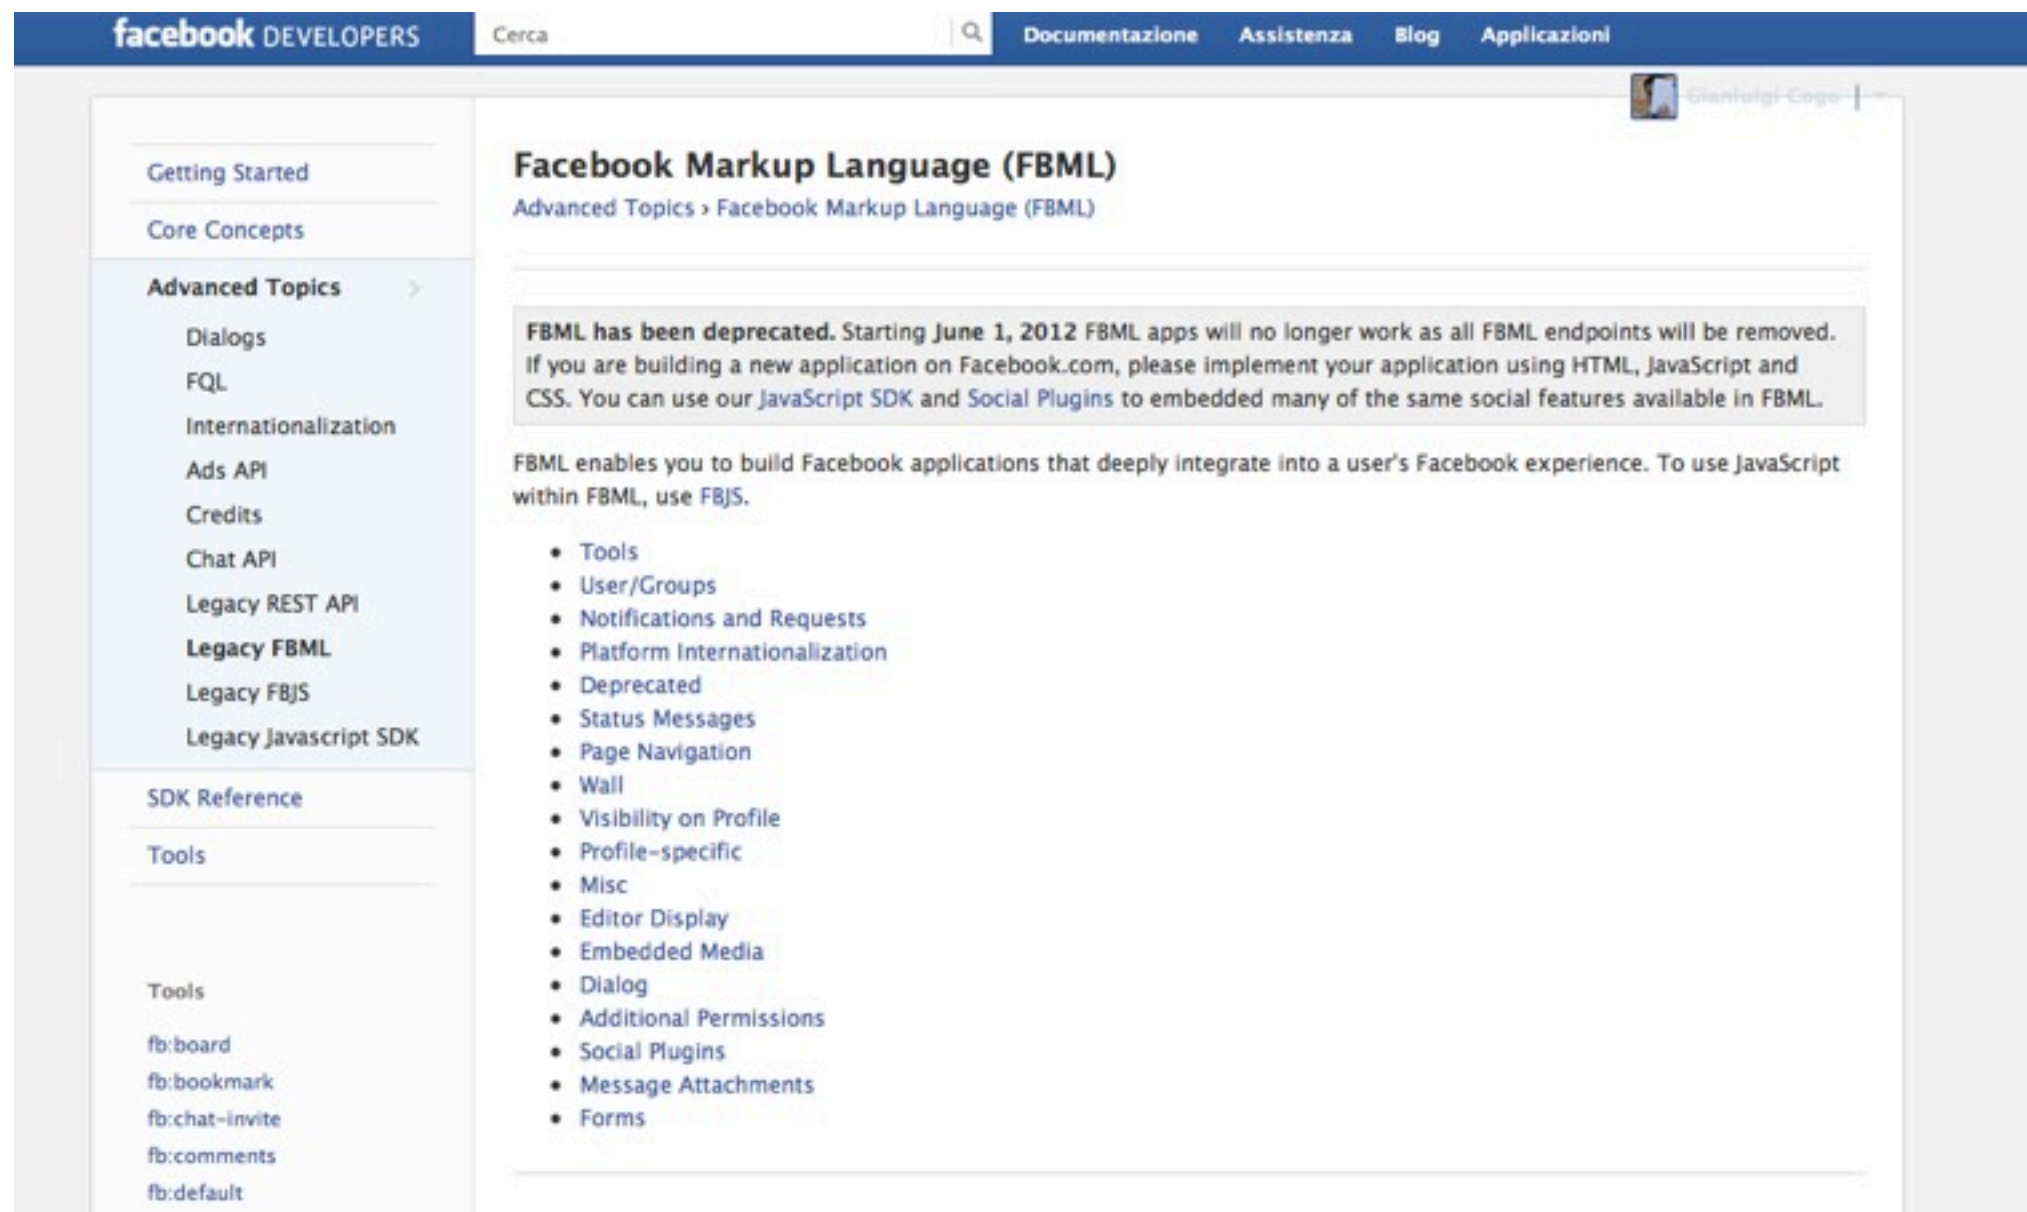 facebook DEVELOPERS
Cerca
Documentazione Assistenza Blog Applicazioni
Gianluigi Cogo
Getting Started
Core Concepts
Advanced Topics
Dialogs
FQL
Internationalization
Ads API
Credits
Chat API
Legacy REST API
Legacy FBML
Legacy FBJS
Legacy Javascript SDK
SDK Reference
Tools
Tools
fb:board
fb:bookmark
fb:chat-invite
fb:comments
fb:default
Facebook Markup Language (FBML)
Advanced Topics › Facebook Markup Language (FBML)
FBML has been deprecated. Starting June 1, 2012 FBML apps will no longer work as all FBML endpoints will be removed.
If you are building a new application on Facebook.com, please implement your application using HTML, JavaScript and
CSS. You can use our JavaScript SDK and Social Plugins to embedded many of the same social features available in FBML.
FBML enables you to build Facebook applications that deeply integrate into a user's Facebook experience. To use JavaScript
within FBML, use FBJS.
• Tools
• User/Groups
• Notifications and Requests
• Platform Internationalization
• Deprecated
• Status Messages
• Page Navigation
• Wall
• Visibility on Profile
• Profile-specific
• Misc
• Editor Display
• Embedded Media
• Dialog
• Additional Permissions
• Social Plugins
• Message Attachments
• Forms